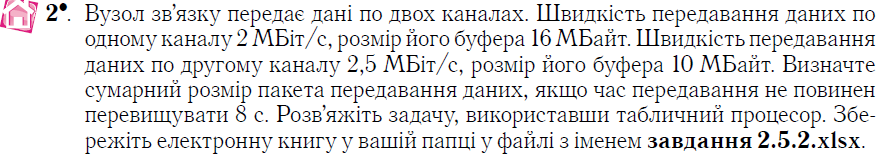 2•. Вузол зв’язку передає дані по двох каналах. Швидкість передавання даних по
одному каналу 2 МБіт/с, розмір його буфера 16 МБайт. Швидкість передавання
даних по другому каналу 2,5 МБіт/с, розмір його буфера 10 МБайт. Визначте
сумарний розмір пакета передавання даних, якщо час передавання не повинен
перевищувати 8 с. Розв’яжіть задачу, використавши табличний процесор. Збе-
режіть електронну книгу у вашій папці у файлі з іменем завдання 2.5.2.xlsx.